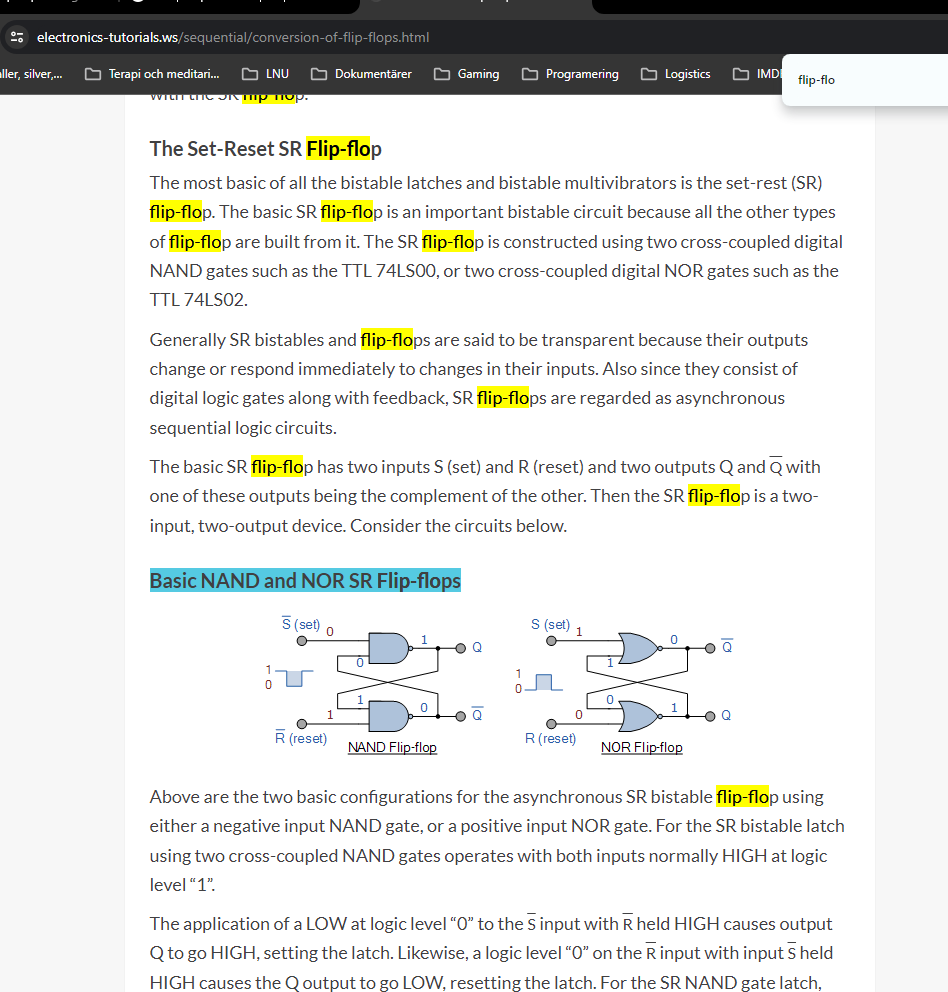 electronics-tutorials.ws/sequential/conversion-of-flip-flops.html
ller, silver,... Terapi och meditari... LNU Dokumentärer Gaming Programering Logistics IMD
flip-flo
with the JK flip-flop.
The Set-Reset SR Flip-flop
The most basic of all the bistable latches and bistable multivibrators is the set-rest (SR)
flip-flop. The basic SR flip-flop is an important bistable circuit because all the other types
of flip-flop are built from it. The SR flip-flop is constructed using two cross-coupled digital
NAND gates such as the TTL 74LS00, or two cross-coupled digital NOR gates such as the
TTL 74LS02.
Generally SR bistables and flip-flops are said to be transparent because their outputs
change or respond immediately to changes in their inputs. Also since they consist of
digital logic gates along with feedback, SR flip-flops are regarded as asynchronous
sequential logic circuits.
The basic SR flip-flop has two inputs S (set) and R (reset) and two outputs Q and Q̅ with
one of these outputs being the complement of the other. Then the SR flip-flop is a two-
input, two-output device. Consider the circuits below.
Basic NAND and NOR SR Flip-flops
S̅ (set) 0 1 Q
0
1
0
1 0 Q̅
1
R̅ (reset)
NAND Flip-flop
S (set) 1 0 Q̅
1
1
0
0 1 Q
0
R (reset)
NOR Flip-flop
Above are the two basic configurations for the asynchronous SR bistable flip-flop using
either a negative input NAND gate, or a positive input NOR gate. For the SR bistable latch
using two cross-coupled NAND gates operates with both inputs normally HIGH at logic
level “1”.
The application of a LOW at logic level “0” to the S̅ input with R̅ held HIGH causes output
Q to go HIGH, setting the latch. Likewise, a logic level “0” on the R̅ input with input S̅ held
HIGH causes the Q output to go LOW, resetting the latch. For the SR NAND gate latch,